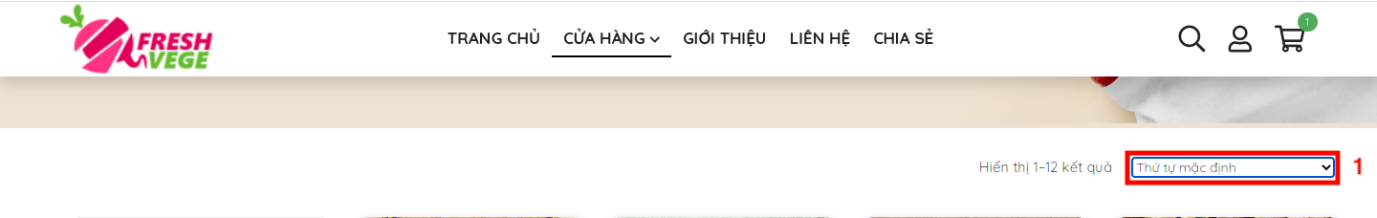 FRESH
VEGE
TRANG CHỦ CỬA HÀNG GIỚI THIỆU LIÊN HỆ CHIA SẺ
1
Hiển thị 1–12 kết quả Thứ tự mặc định 1